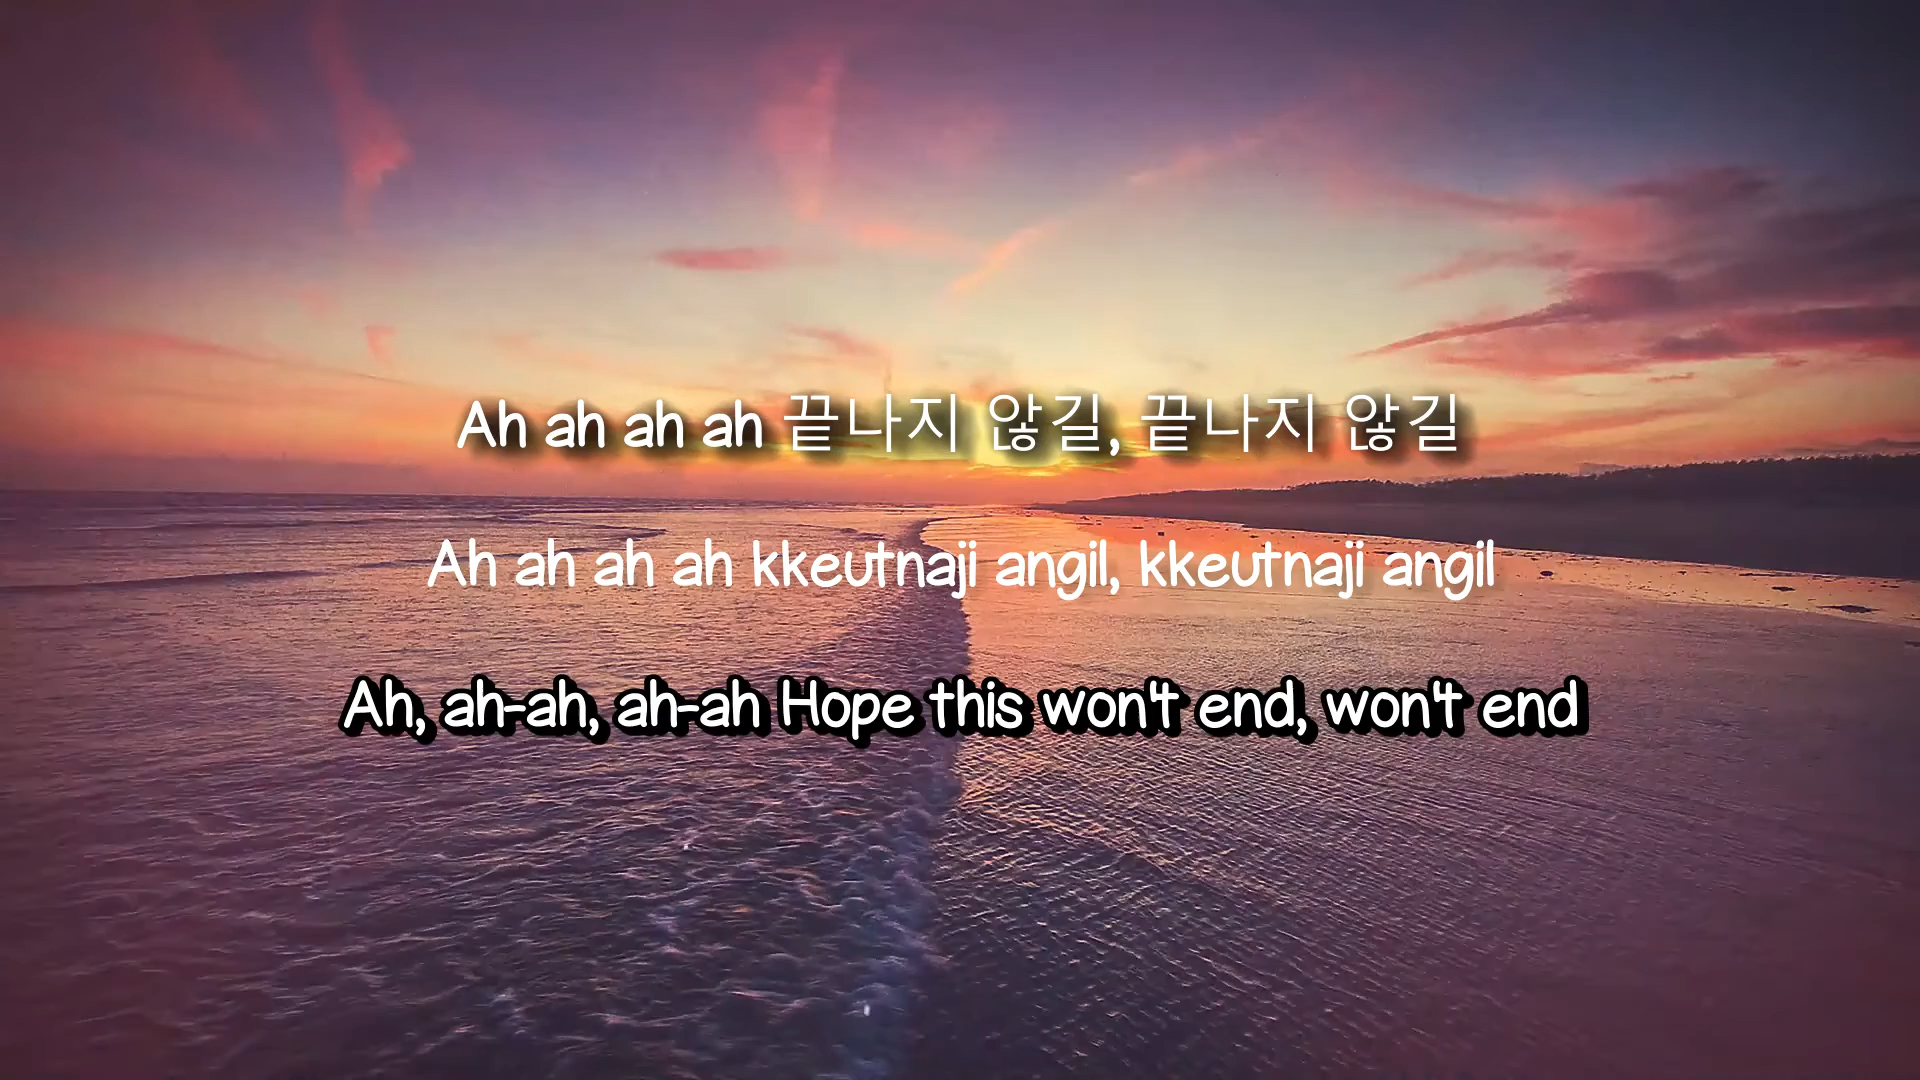 Ah ah ah ah 끝나지 않길, 끝나지 않길
Ah ah ah ah kkeutnaji angil, kkeutnaji angil
Ah, ah-ah, ah-ah Hope this won't end, won't end